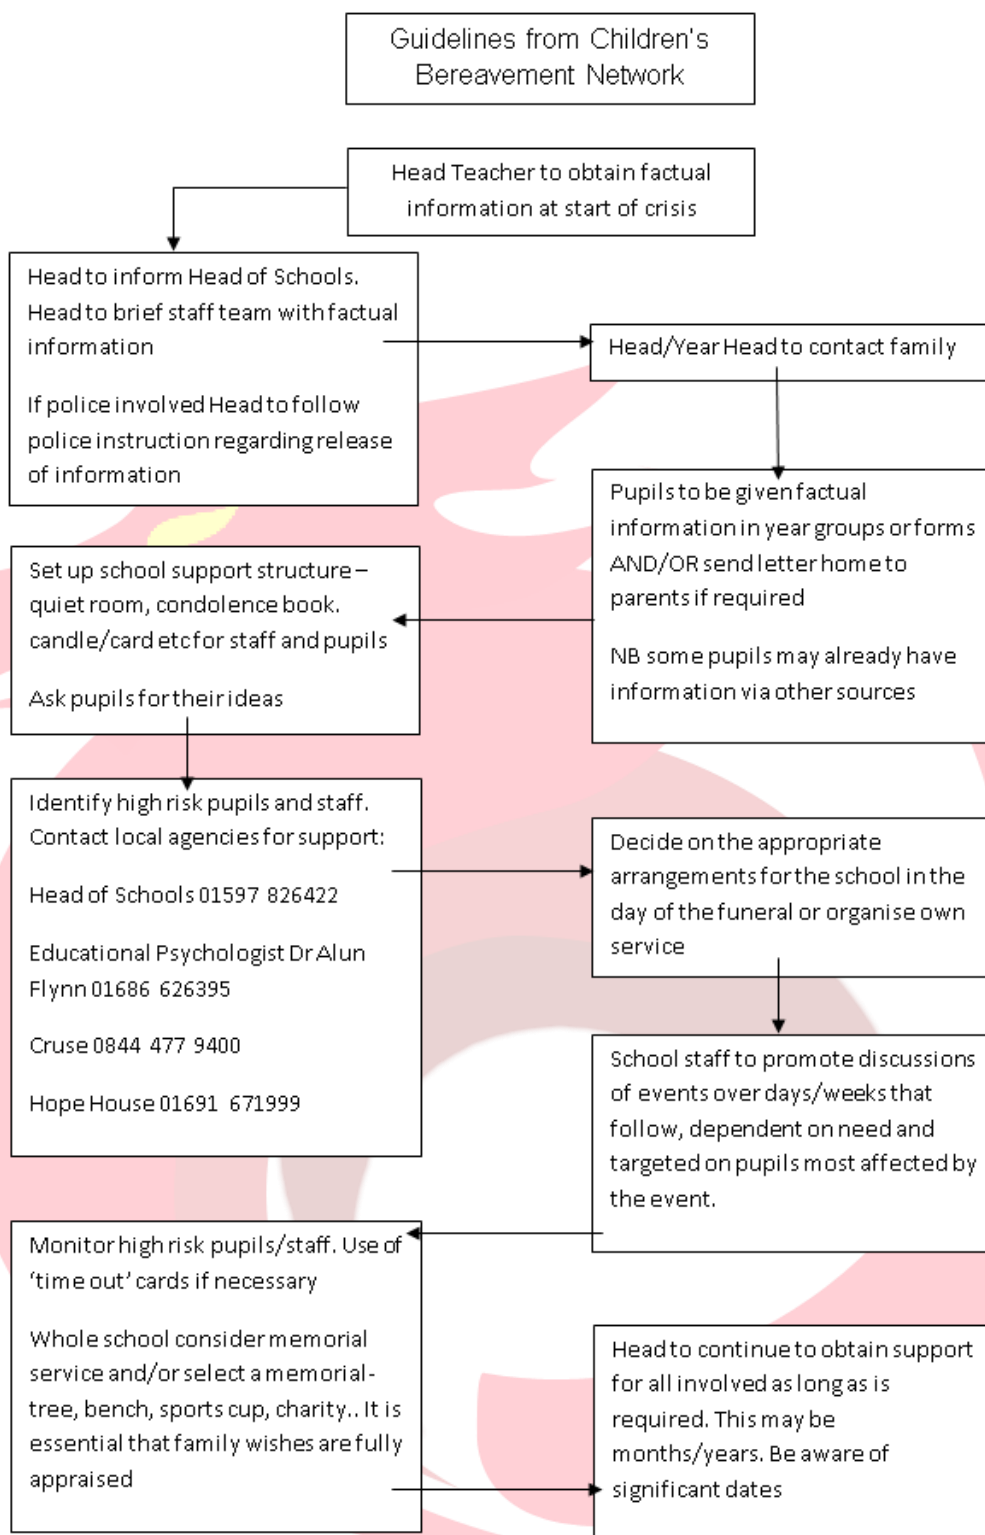 Guidelines from Children's
Bereavement Network
Head Teacher to obtain factual
information at start of crisis
Head to inform Head of Schools.
Head to brief staff team with factual
information
If police involved Head to follow
police instruction regarding release
of information
Head/Year Head to contact family
Pupils to be given factual
information in year groups or forms
AND/OR send letter home to
parents if required
NB some pupils may already have
information via other sources
Set up school support structure –
quiet room, condolence book.
candle/card etc for staff and pupils
Ask pupils for their ideas
Identify high risk pupils and staff.
Contact local agencies for support:
Head of Schools 01597 826422
Educational Psychologist Dr Alun
Flynn 01686 626395
Cruse 0844 477 9400
Hope House 01691 671999
Decide on the appropriate
arrangements for the school in the
day of the funeral or organise own
service
School staff to promote discussions
of events over days/weeks that
follow, dependent on need and
targeted on pupils most affected by
the event.
Monitor high risk pupils/staff. Use of
‘time out’ cards if necessary
Whole school consider memorial
service and/or select a memorial-
tree, bench, sports cup, charity.. It is
essential that family wishes are fully
appraised
Head to continue to obtain support
for all involved as long as is
required. This may be
months/years. Be aware of
significant dates